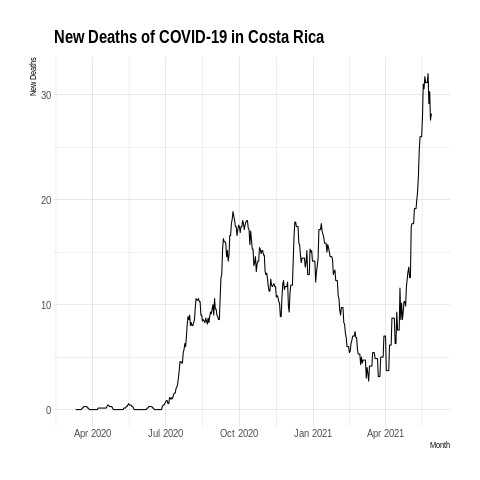 New Deaths of COVID-19 in Costa Rica
New Deaths
30
20
10
0
Apr 2020 Jul 2020 Oct 2020 Jan 2021 Apr 2021
Month